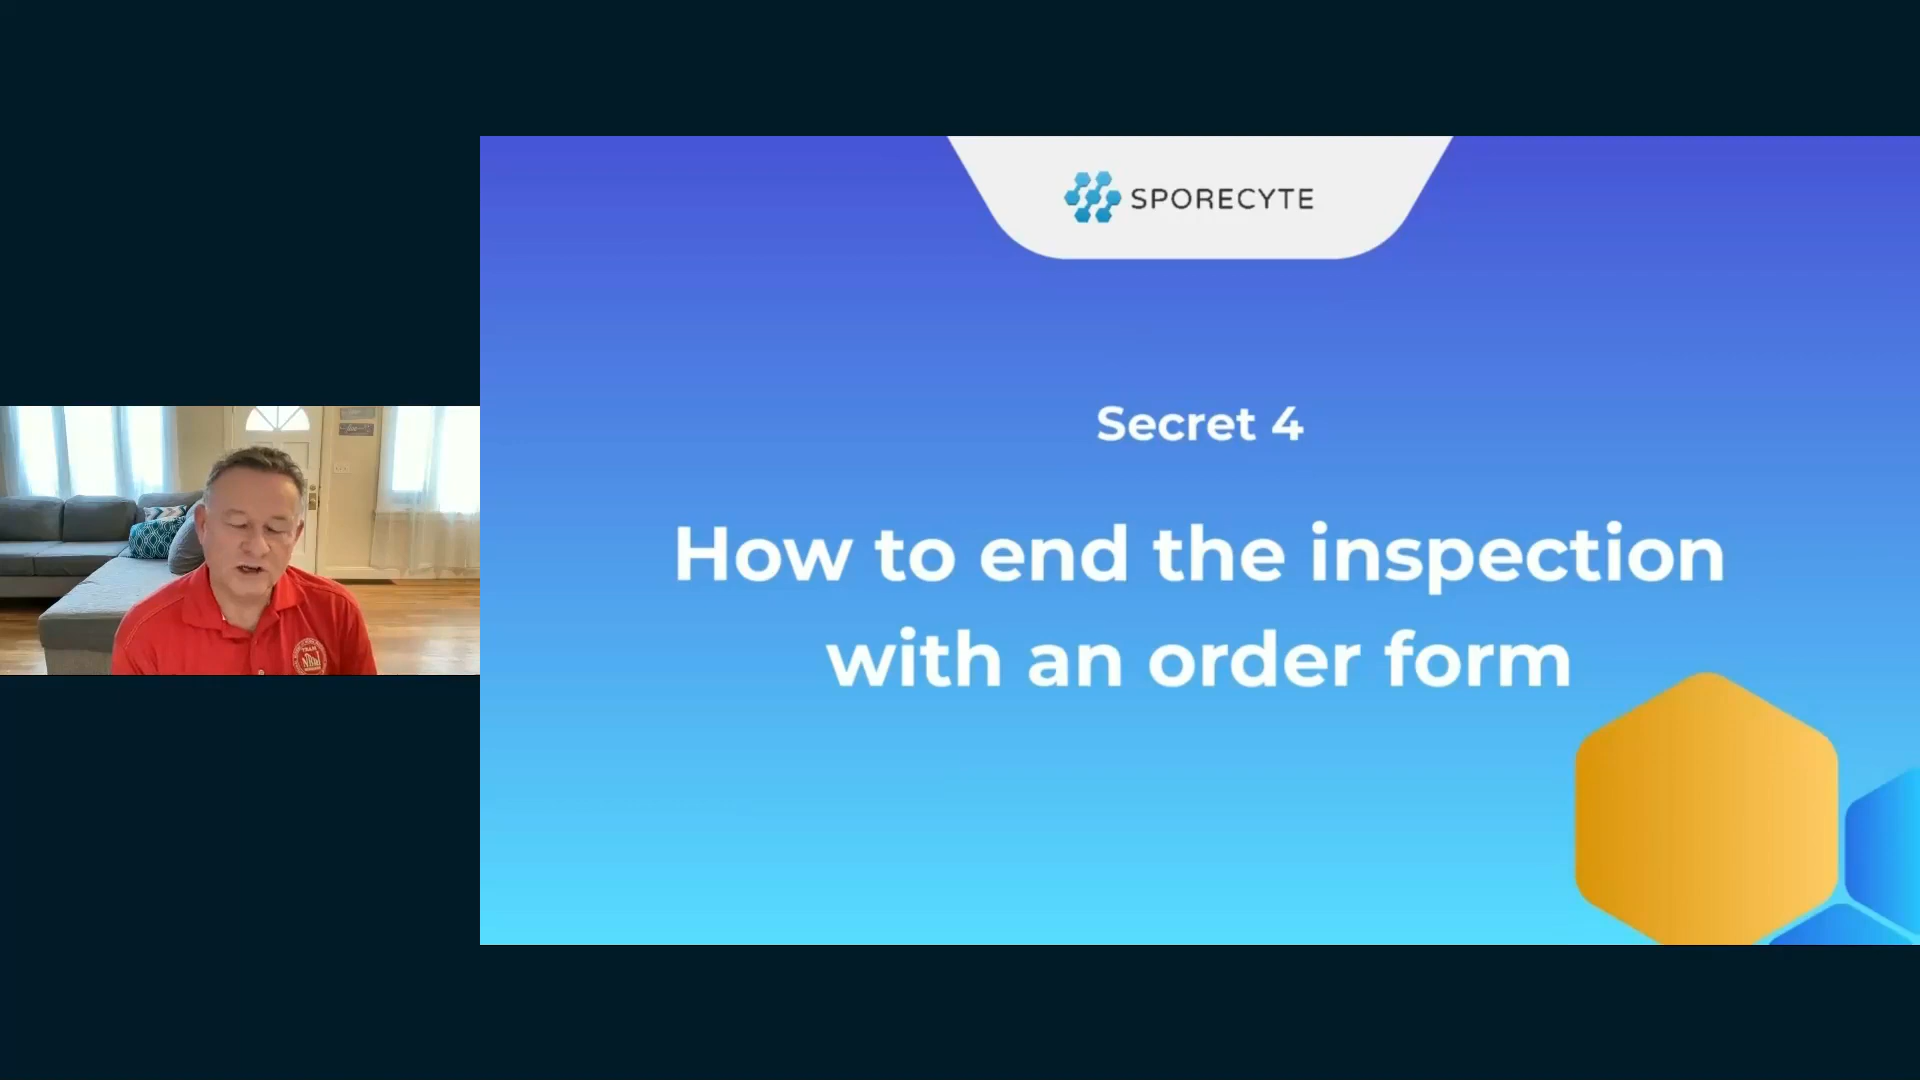 SPORECYTE
Secret 4
How to end the inspection
with an order form